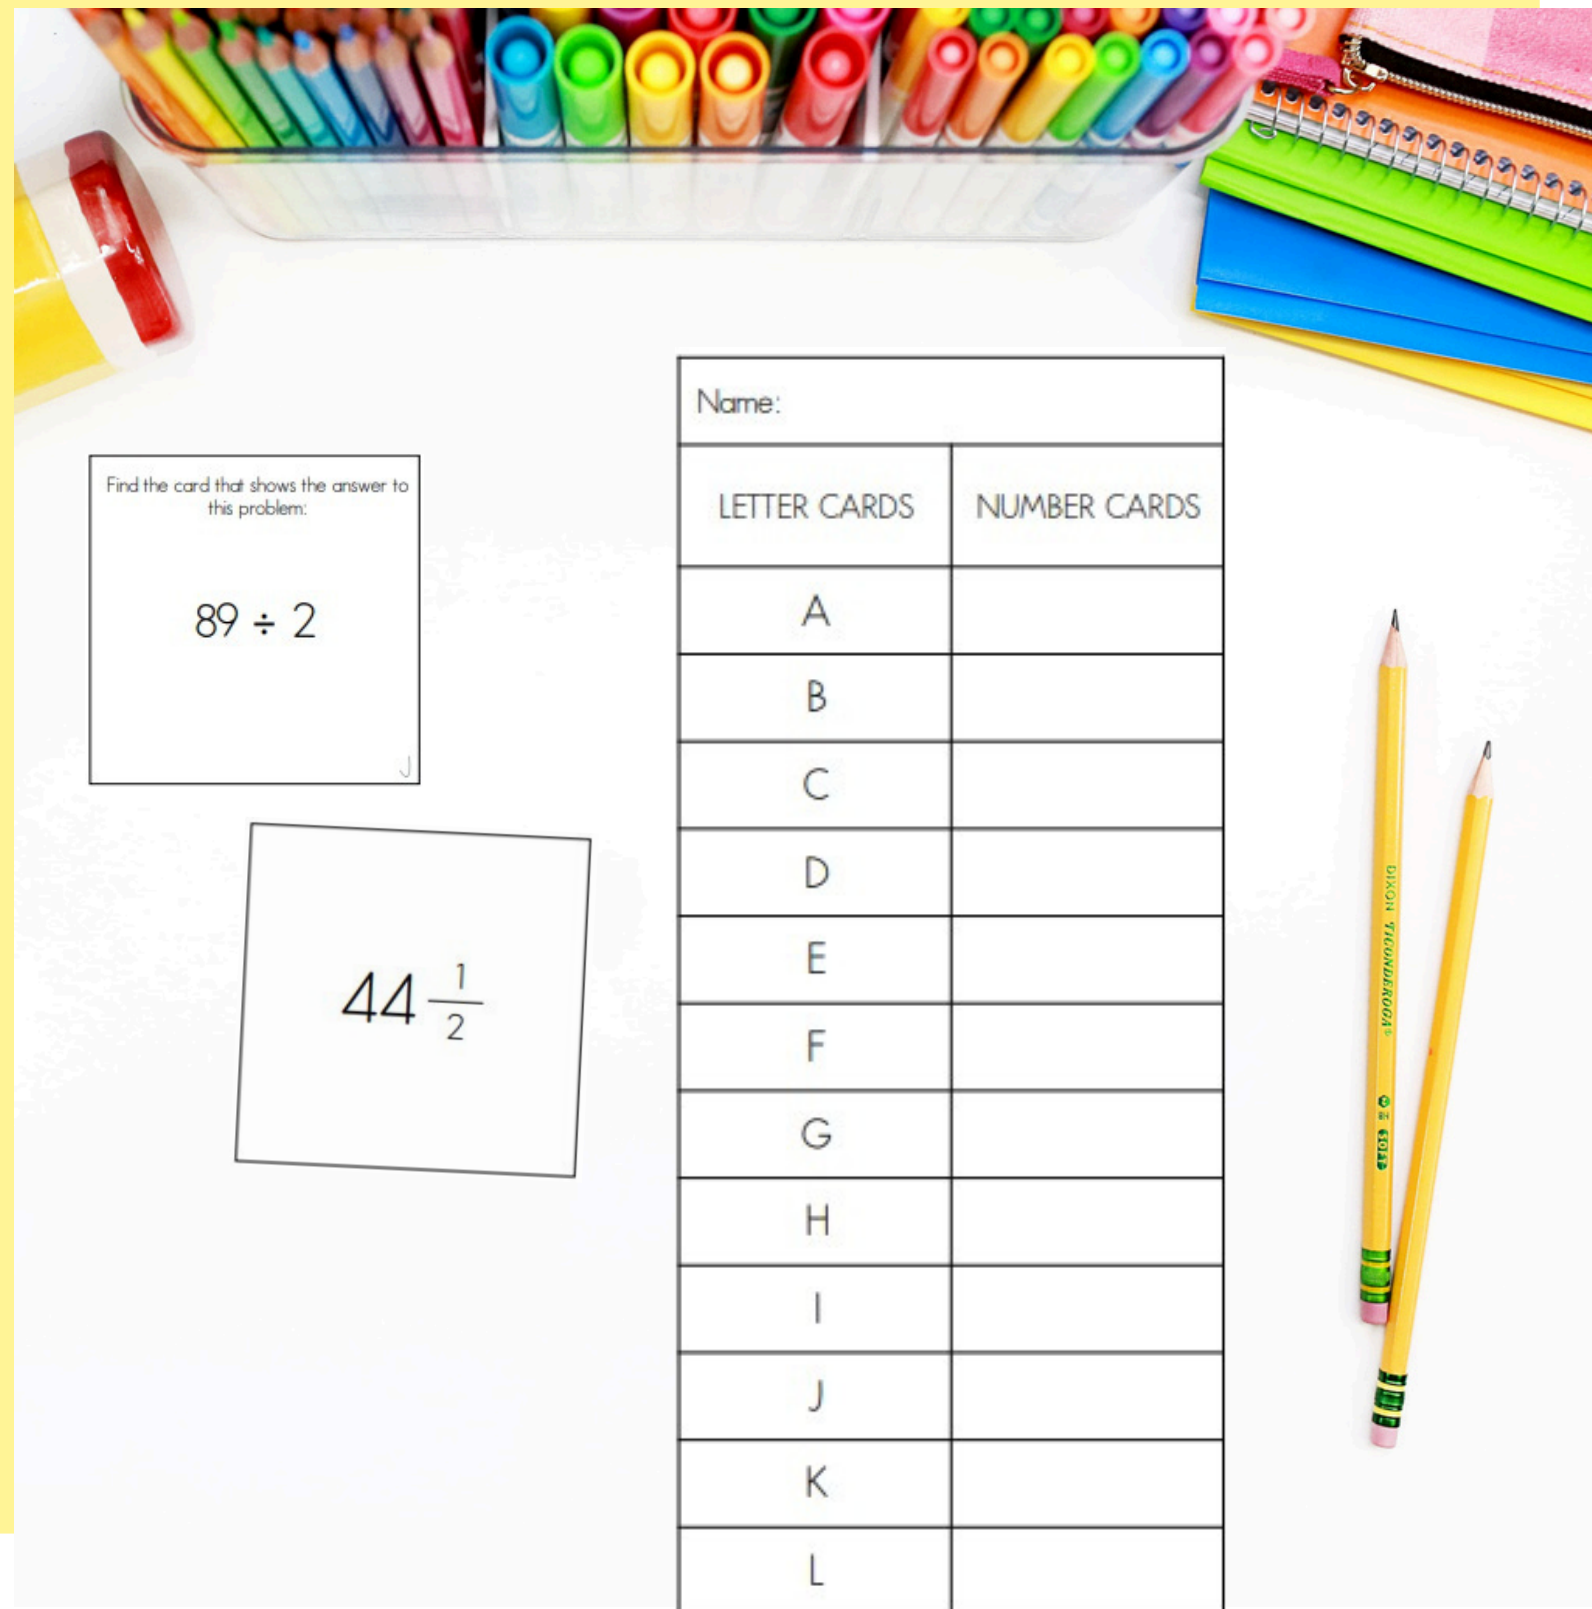 Find the card that shows the answer to
this problem:
89 ÷ 2
J
44 1/2
Name:
LETTER CARDS NUMBER CARDS
A
B
C
D
E
F
G
H
I
J
K
L
DIXON TICONDEROGA®